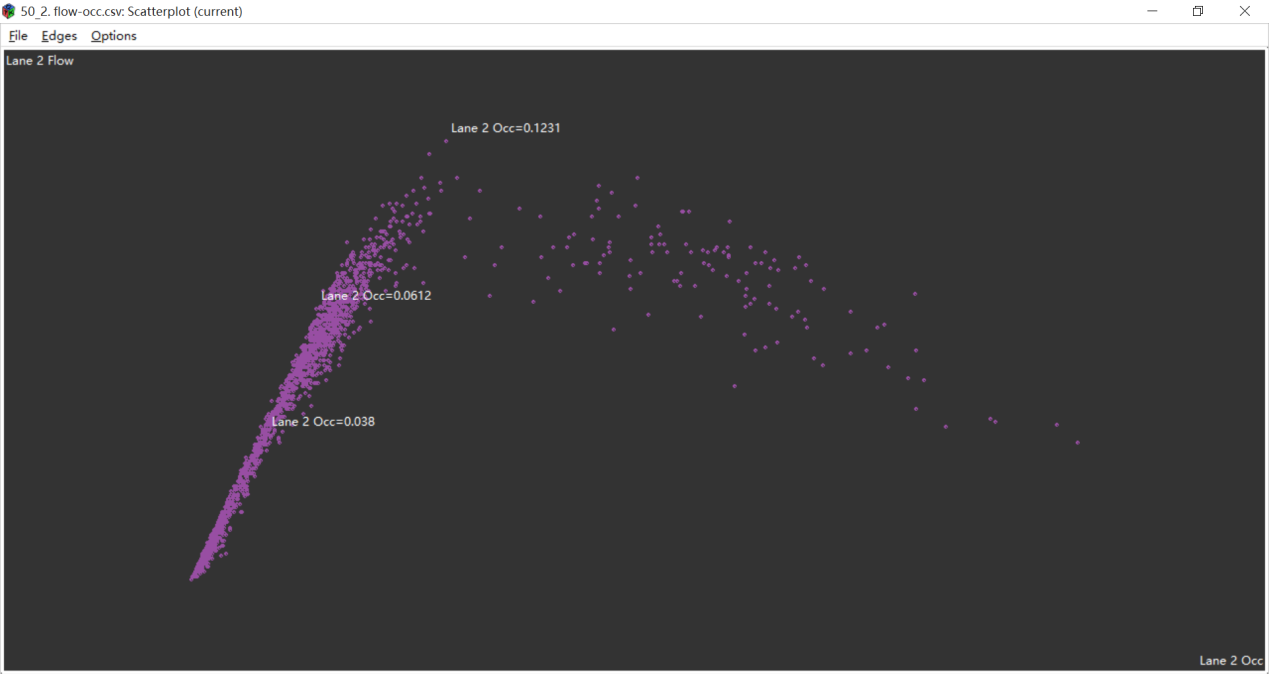 50_2. flow-occ.csv: Scatterplot (current)
File Edges Options
Lane 2 Flow
Lane 2 Occ=0.1231
Lane 2 Occ=0.0612
Lane 2 Occ=0.038
Lane 2 Occ